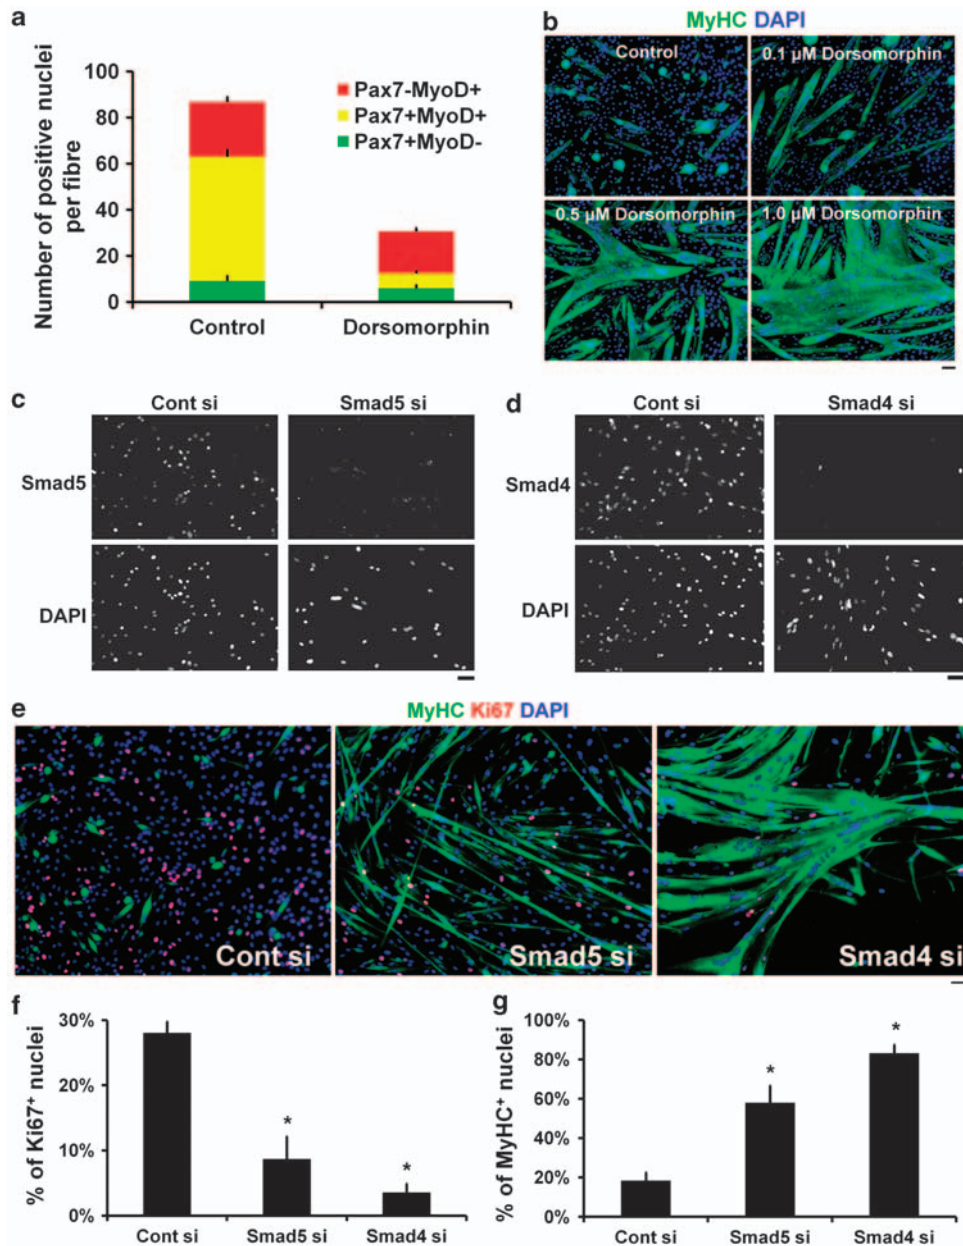 a
Number of positive nuclei
per fibre
100
80
60
40
20
0
Control
Dorsomorphin
Pax7-MyoD+
Pax7+MyoD+
Pax7+MyoD-
b
MyHC DAPI
Control
0.1 µM Dorsomorphin
0.5 µM Dorsomorphin
1.0 µM Dorsomorphin
c
Cont si
Smad5 si
Smad5
DAPI
d
Cont si
Smad4 si
Smad4
DAPI
e
MyHC Ki67 DAPI
Cont si
Smad5 si
Smad4 si
f
% of Ki67+ nuclei
30%
20%
10%
0%
*
*
Cont si
Smad5 si
Smad4 si
g
% of MyHC+ nuclei
100%
80%
60%
40%
20%
0%
*
*
Cont si
Smad5 si
Smad4 si